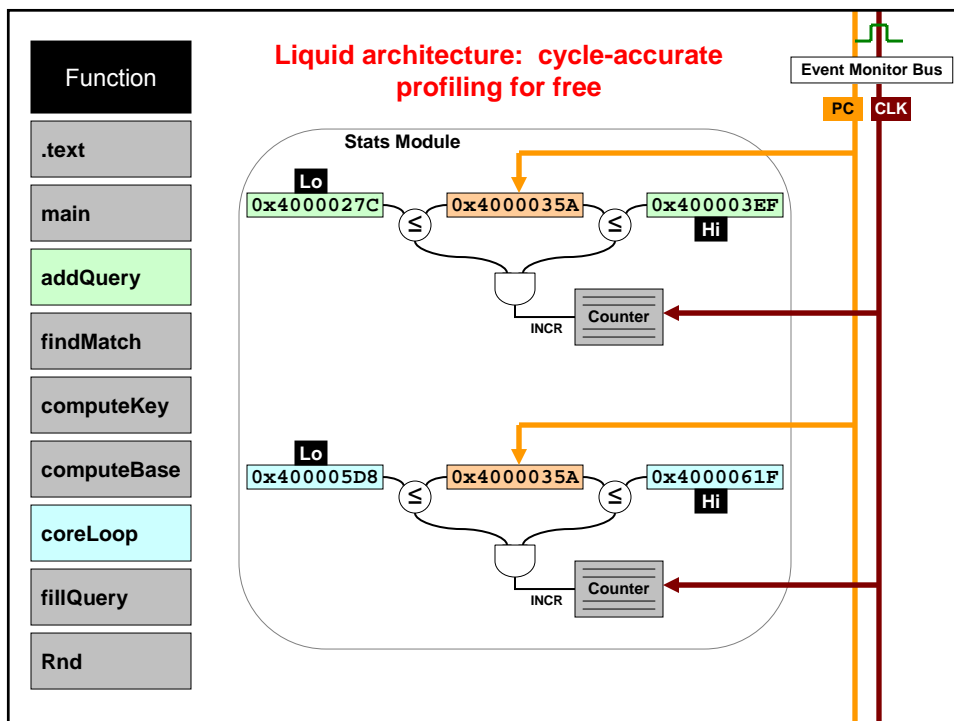 Liquid architecture: cycle-accurate
profiling for free
Function
.text
main
addQuery
findMatch
computeKey
computeBase
coreLoop
fillQuery
Rnd
Event Monitor Bus
PC
CLK
Stats Module
Lo
0x4000027C
0x4000035A
0x400003EF
Hi
≤
≤
INCR
Counter
Lo
0x400005D8
0x4000035A
0x4000061F
Hi
≤
≤
INCR
Counter